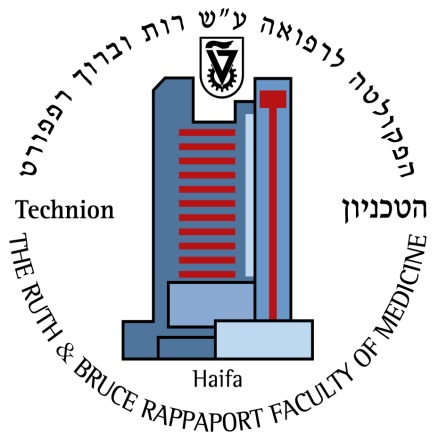 הפקולטה לרפואה ע״ש רות וברוך רפפורט
Technion
הטכניון
Haifa
THE RUTH & BRUCE RAPPAPORT FACULTY OF MEDICINE